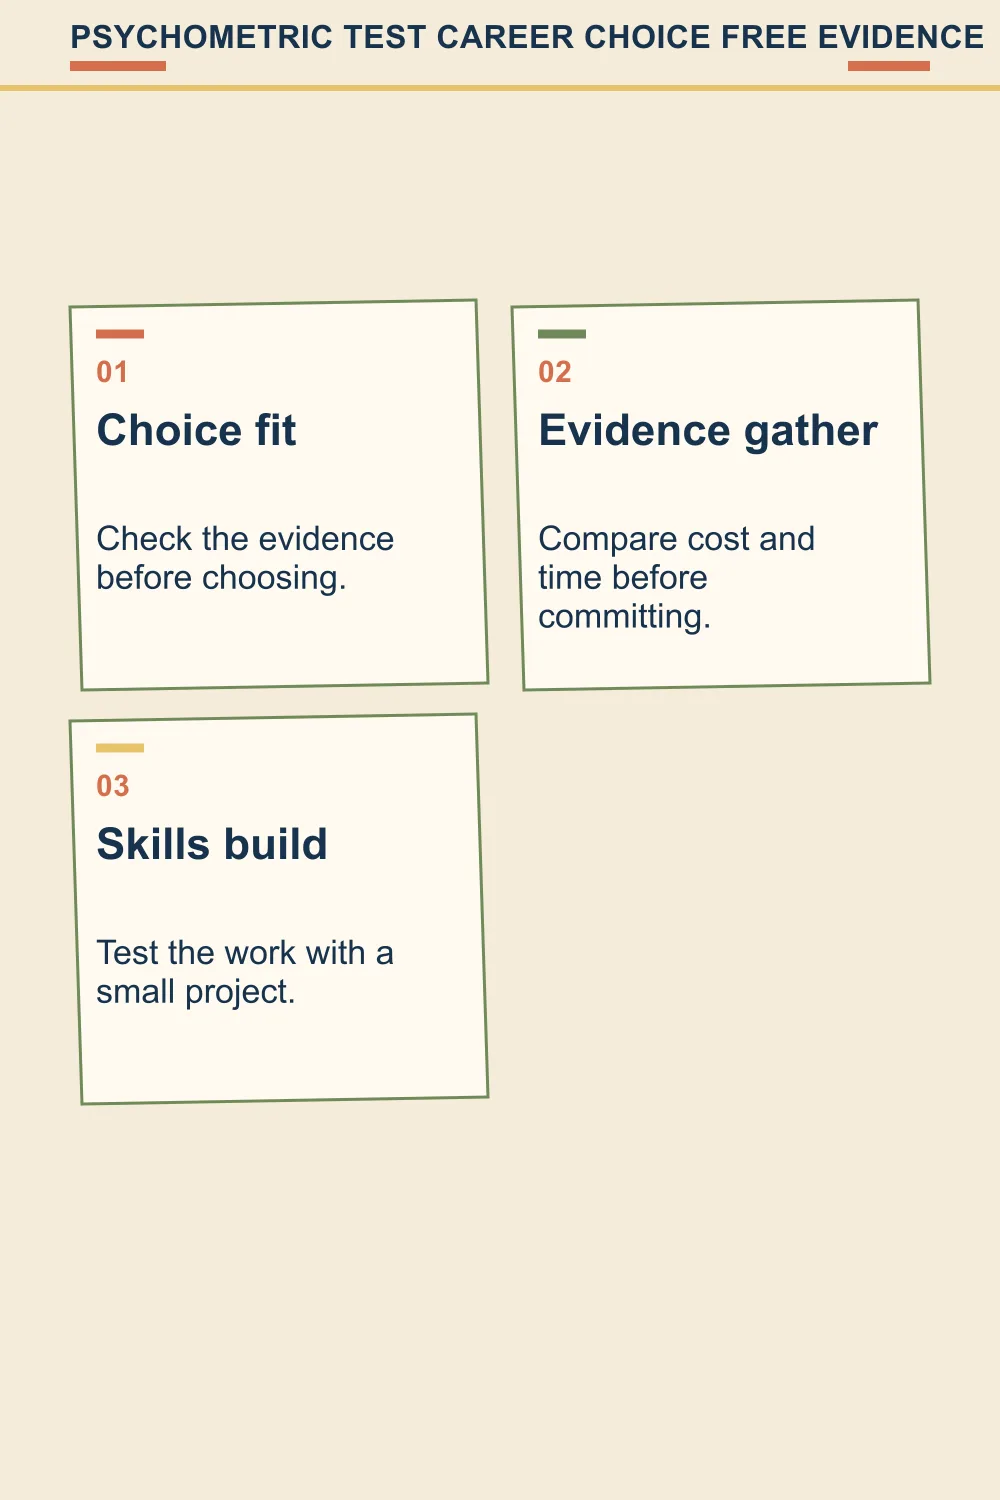 PSYCHOMETRIC TEST CAREER CHOICE FREE EVIDENCE
01
Choice fit
Check the evidence
before choosing.
02
Evidence gather
Compare cost and
time before
committing.
03
Skills build
Test the work with a
small project.